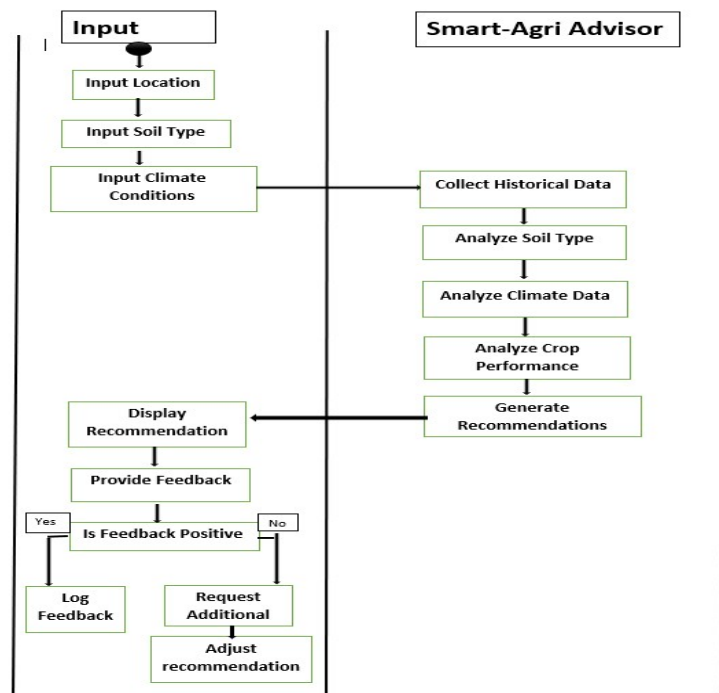 Input
Smart-Agri Advisor
Input Location
Input Soil Type
Input Climate
Conditions
Collect Historical Data
Analyze Soil Type
Analyze Climate Data
Analyze Crop
Performance
Generate
Recommendations
Display
Recommendation
Provide Feedback
Is Feedback Positive
Yes
No
Log
Feedback
Request
Additional
Adjust
recommendation